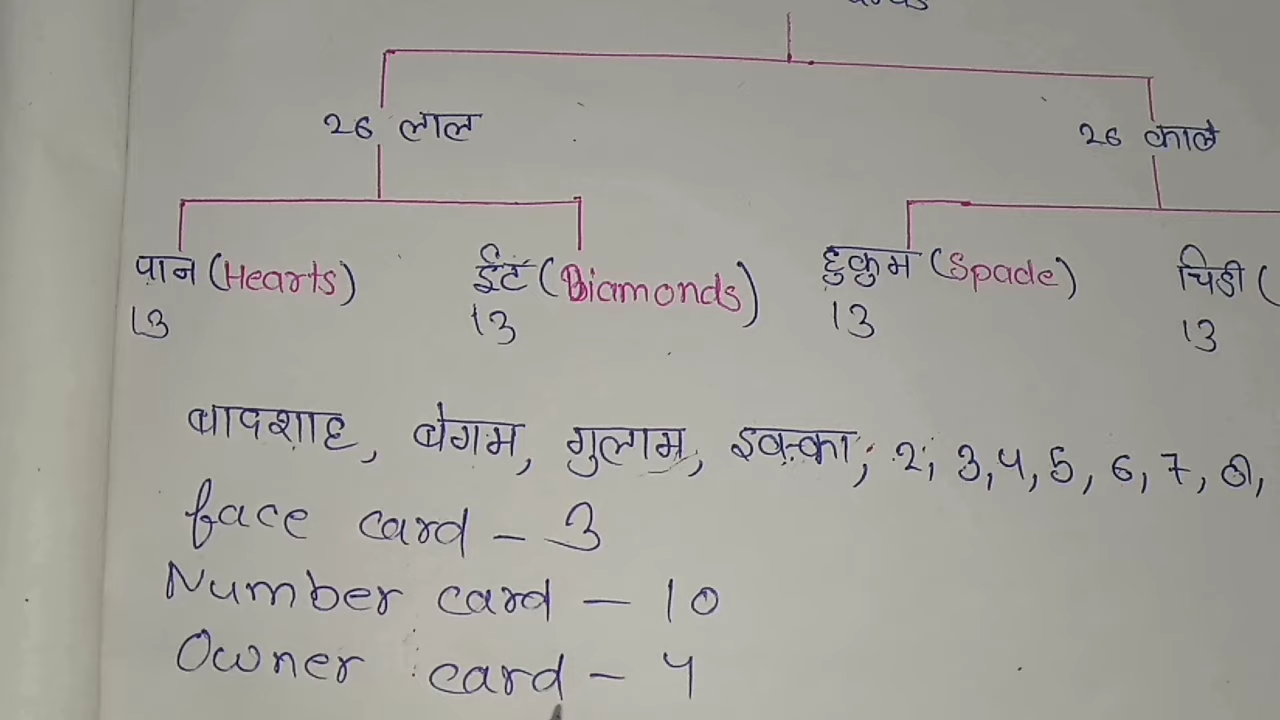 26 लाल 26 काले
पान (Hearts) ईट (Diamonds) हुकुम (Spade) चिडी (
13 13 13 13
बादशाह, बेगम, गुलाम, इक्का, 2, 3, 4, 5, 6, 7, 8,
face card - 3
Number card - 10
Owner card - 4